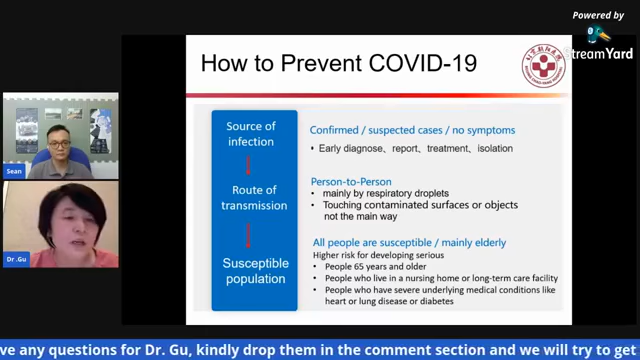 Powered by
StreamYard
How to Prevent COVID-19
Source of
infection
Confirmed / suspected cases / no symptoms
• Early diagnose、report、treatment、isolation
Route of
transmission
Person-to-Person
• mainly by respiratory droplets
• Touching contaminated surfaces or objects
not the main way
Susceptible
population
All people are susceptible / mainly elderly
Higher risk for developing serious
• People 65 years and older
• People who live in a nursing home or long-term care facility
• People who have severe underlying medical conditions like
heart or lung disease or diabetes
Sean
Dr .Gu
ve any questions for Dr. Gu, kindly drop them in the comment section and we will try to get